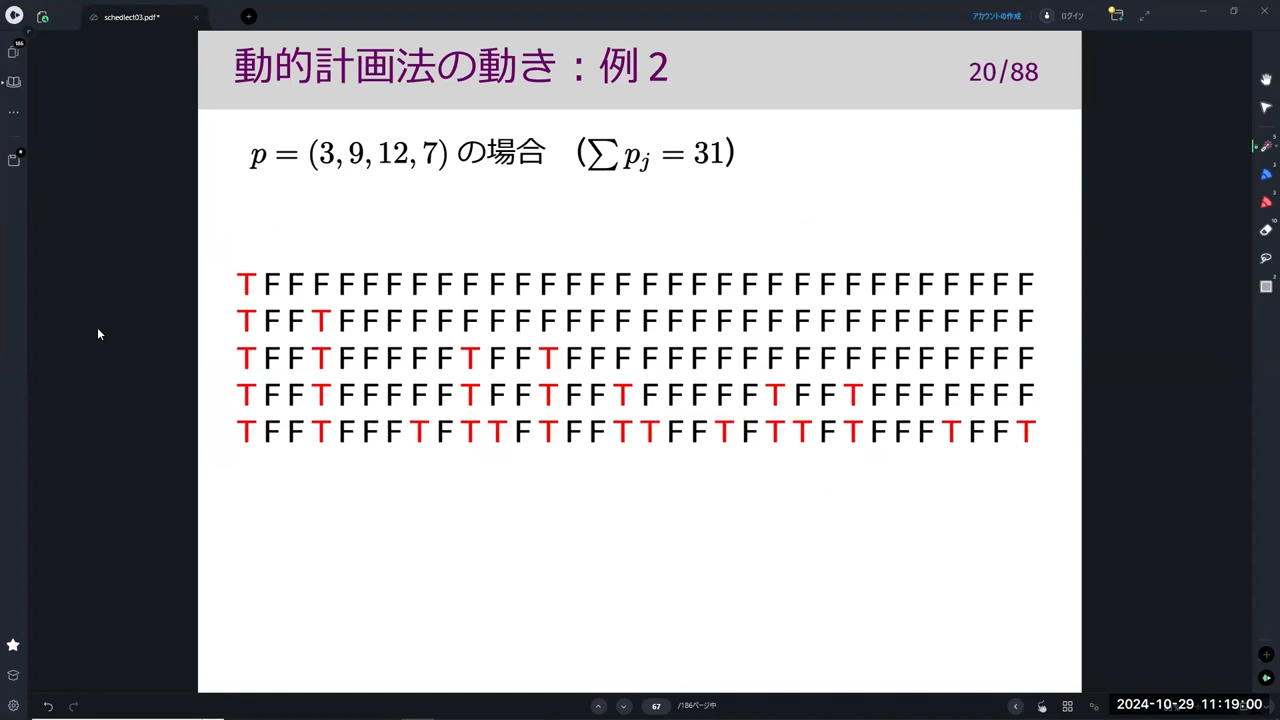 schedlect03.pdf*
アカウントの作成
ログイン
186
動的計画法の動き：例 2
20/88
p = (3, 9, 12, 7) の場合 (∑ p_j = 31)
T F F F F F F F F F F F F F F F F F F F F F F F F F F F F F F F
T F F T F F F F F F F F F F F F F F F F F F F F F F F F F F F F
T F F T F F F F F T F F T F F F F F F F F F F F F F F F F F F F
T F F T F F F F F T F F T F F T F F F F F T F F T F F F F F F F
T F F T F F F T F T T F T F F T T F F T F T T F T F F F T F F T
67 /186ページ中
2024-10-29 11:19:00